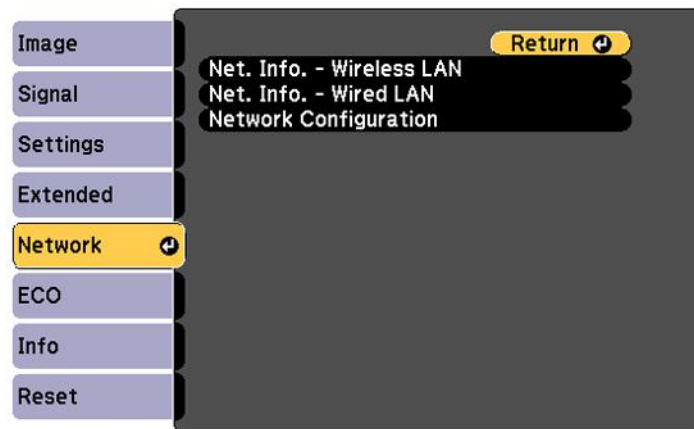 Image
Signal
Settings
Extended
Network
ECO
Info
Reset
Return
Net. Info. - Wireless LAN
Net. Info. - Wired LAN
Network Configuration